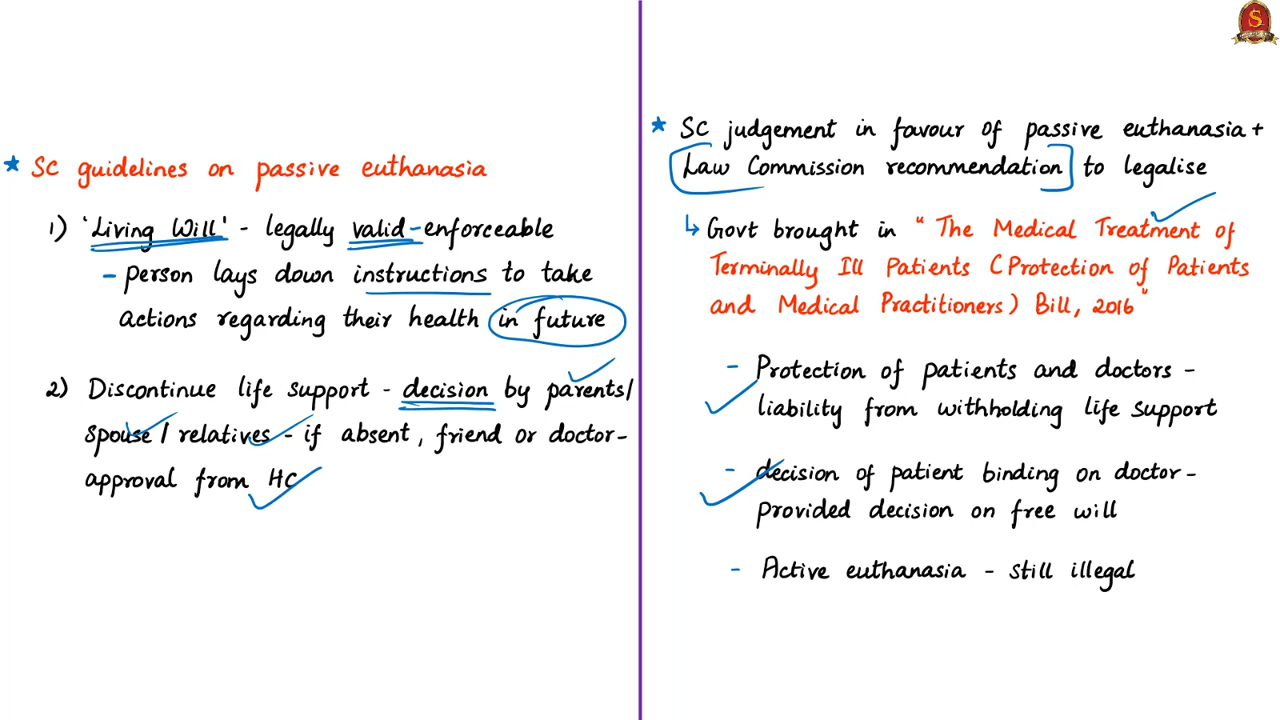 * SC guidelines on passive euthanasia
1) 'Living Will' - legally valid - enforceable
- person lays down instructions to take
actions regarding their health in future
2) Discontinue life support - decision by parents/
spouse / relatives - if absent, friend or doctor -
approval from HC
* SC judgement in favour of passive euthanasia +
Law Commission recommendation to legalise
↳ Govt brought in "The Medical Treatment of
Terminally Ill Patients (Protection of Patients
and Medical Practitioners) Bill, 2016"
- Protection of patients and doctors -
liability from withholding life support
- decision of patient binding on doctor -
provided decision on free will
- Active euthanasia - still illegal